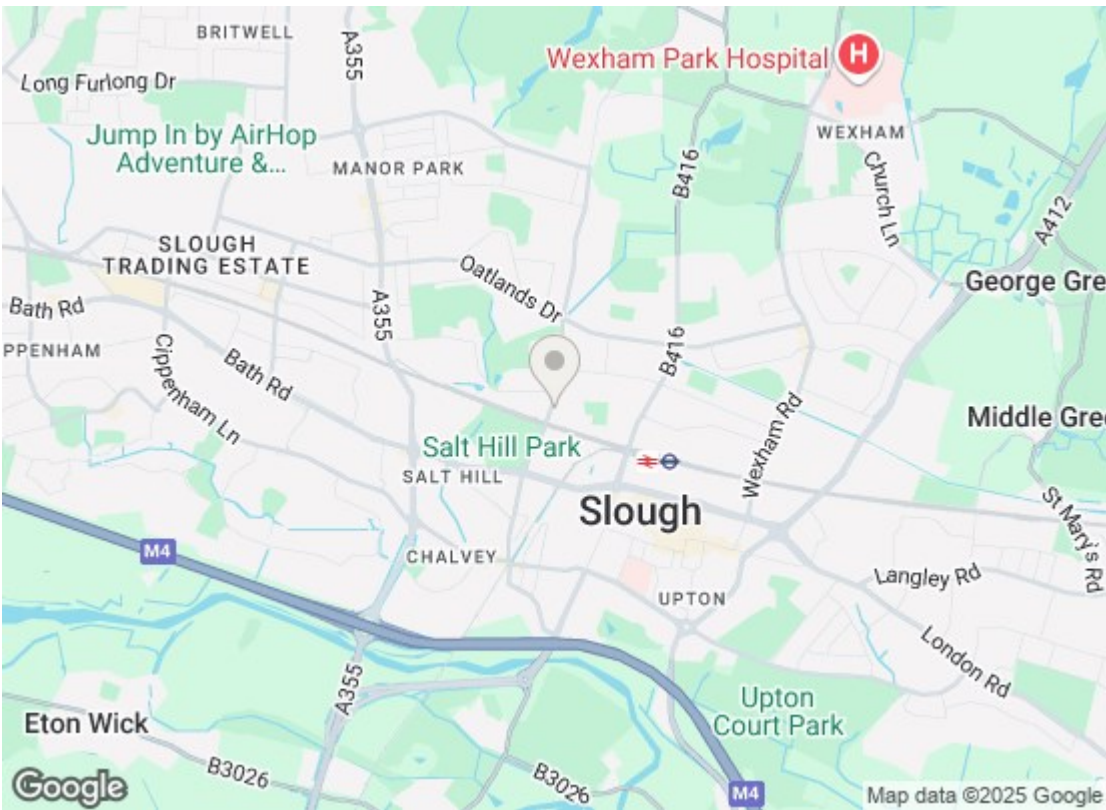 BRITWELL
A355
Wexham Park Hospital
H
Long Furlong Dr
Jump In by AirHop
Adventure &...
WEXHAM
MANOR PARK
B416
Church Ln
A412
SLOUGH
TRADING ESTATE
Oatlands Dr
George Gre
Bath Rd
A355
PPENHAM
Cippenham Ln
Bath Rd
B416
Wexham Rd
Middle Gre
Salt Hill Park
SALT HILL
Slough
St Mary's Rd
M4
CHALVEY
Langley Rd
UPTON
London Rd
A355
Upton
Court Park
Eton Wick
B3026
B3026
M4
Google
Map data ©2025 Google